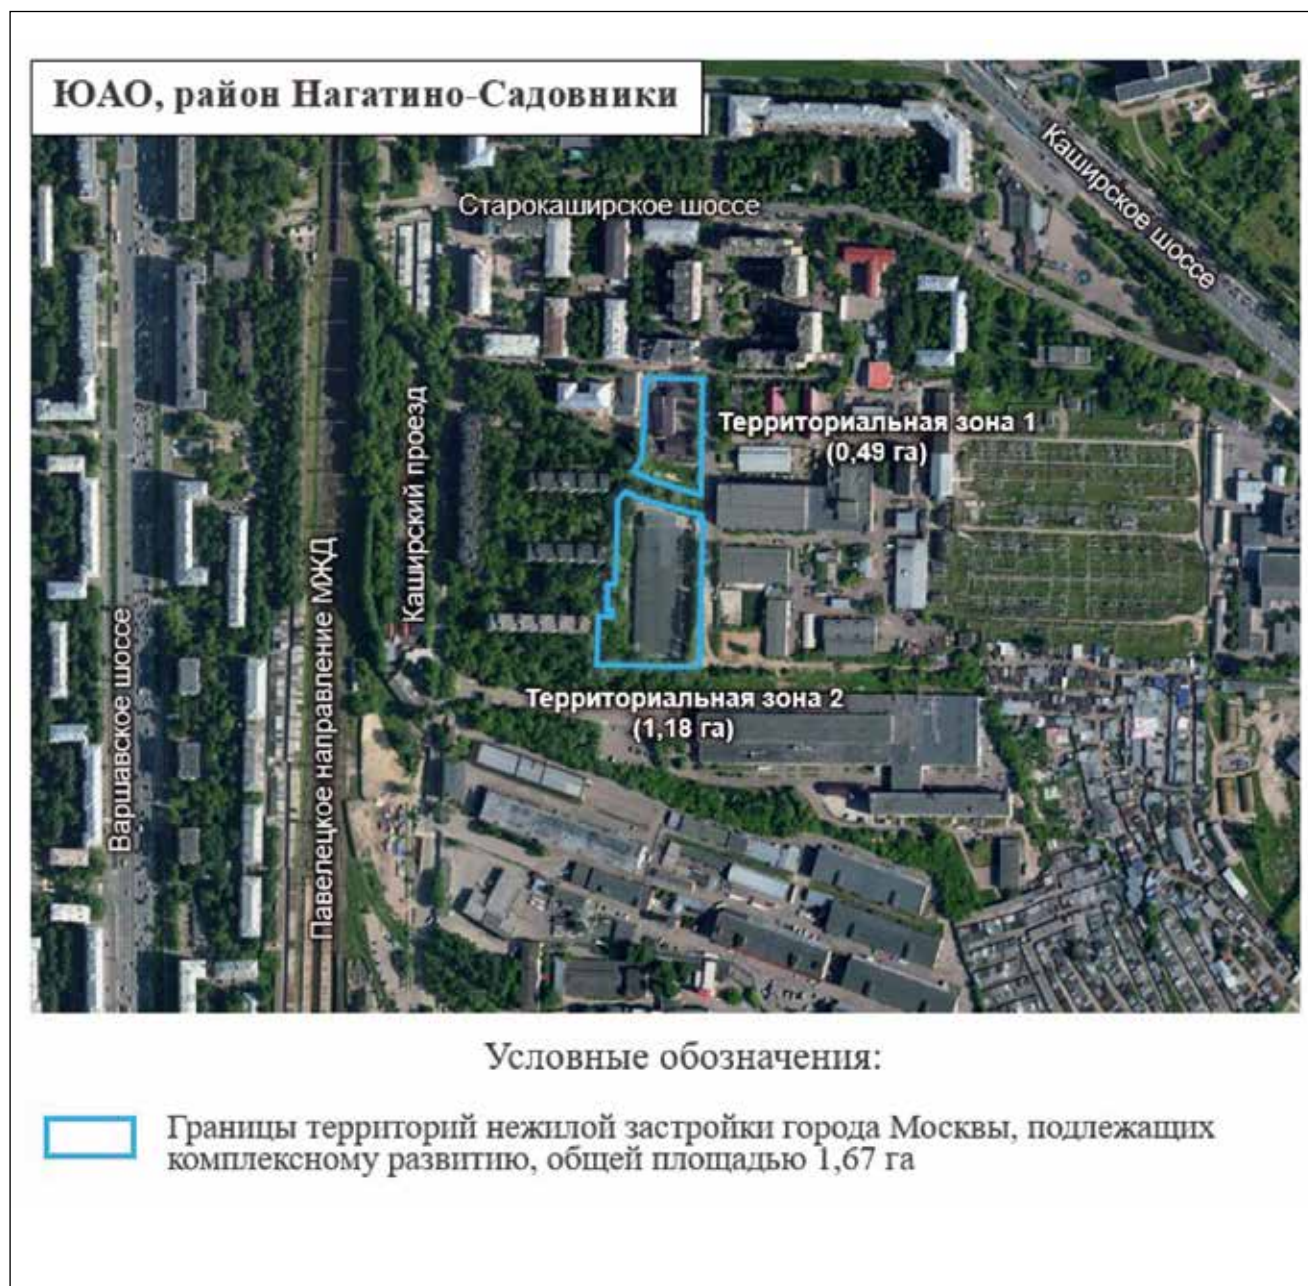 ЮАО, район Нагатино-Садовники
Каширское шоссе
Старокаширское шоссе
Каширский проезд
Территориальная зона 1
(0,49 га)
Павелецкое направление МЖД
Варшавское шоссе
Территориальная зона 2
(1,18 га)
Условные обозначения:
Границы территорий нежилой застройки города Москвы, подлежащих
комплексному развитию, общей площадью 1,67 га